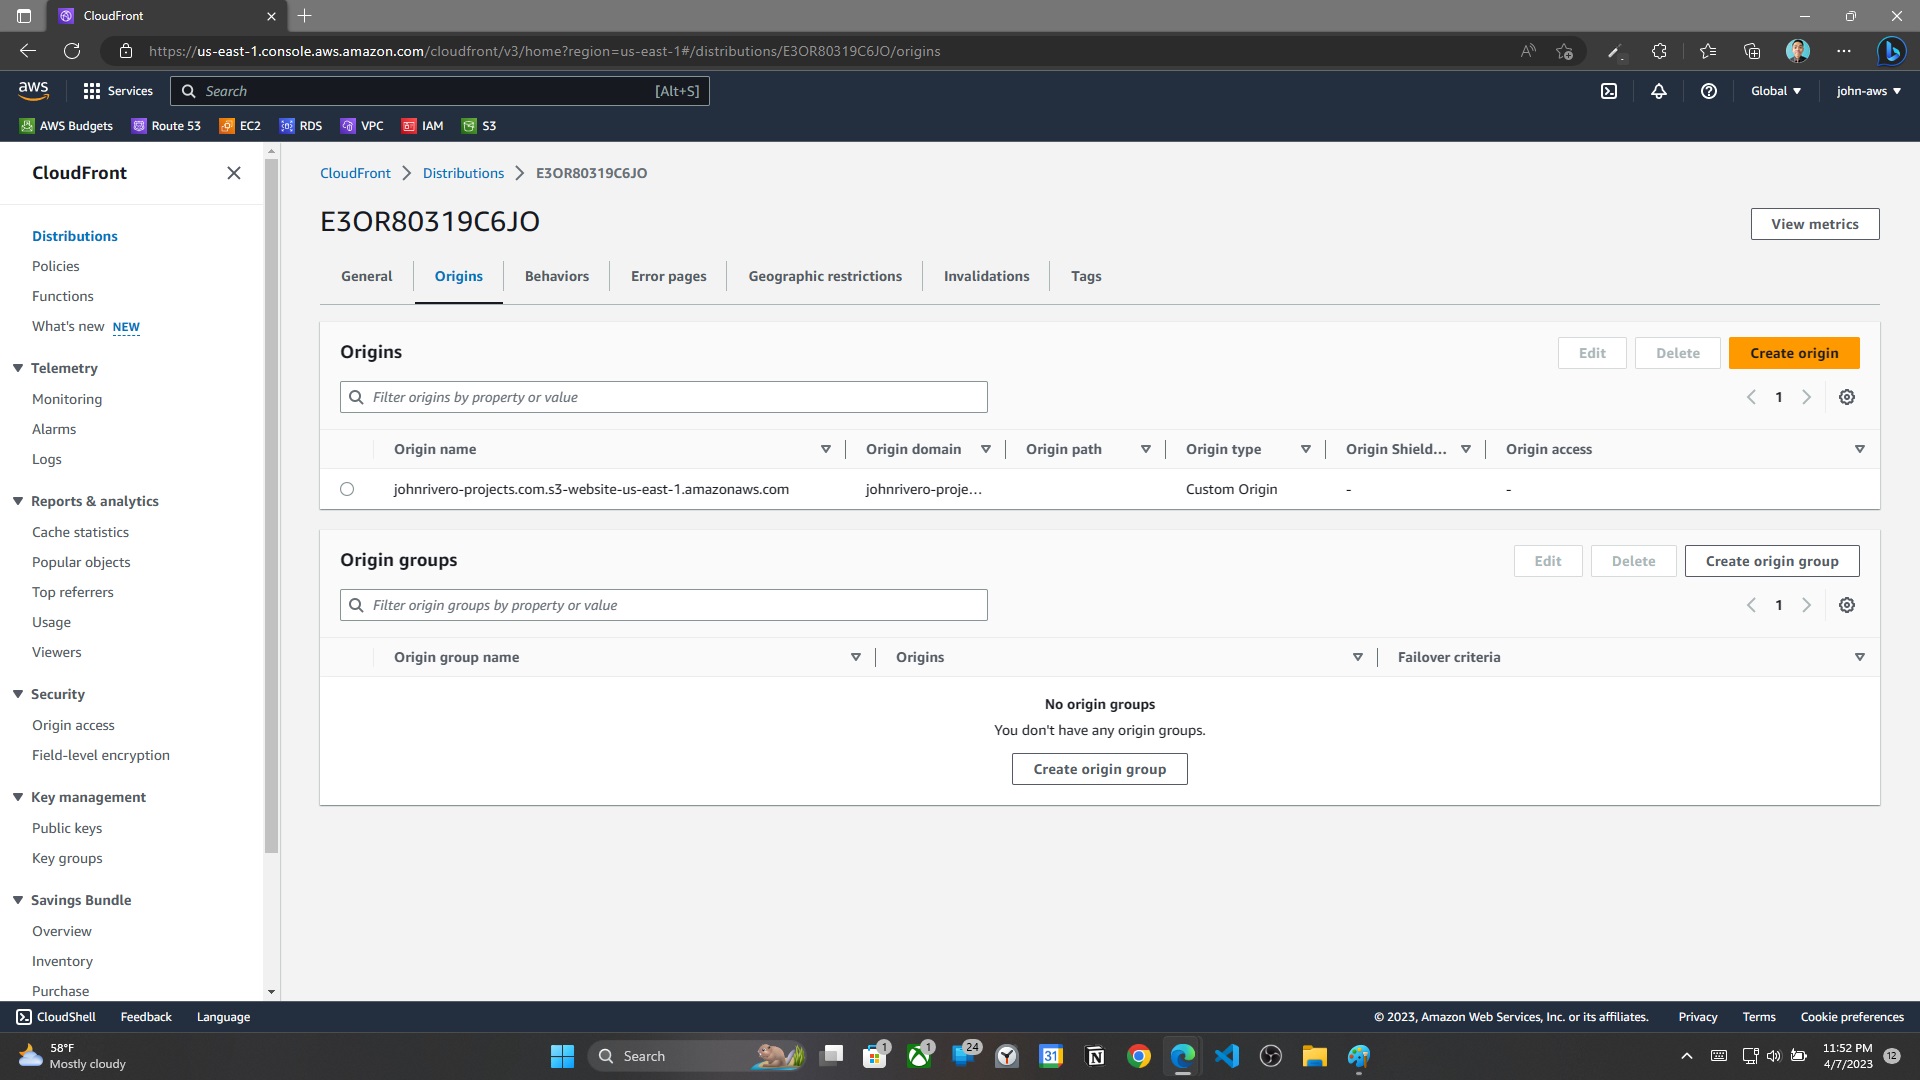 CloudFront
https://us-east-1.console.aws.amazon.com/cloudfront/v3/home?region=us-east-1#/distributions/E3OR80319C6JO/origins
aws Services Search [Alt+S] Global john-aws
AWS Budgets Route 53 EC2 RDS VPC IAM S3
CloudFront
Distributions
Policies
Functions
What's new NEW
Telemetry
Monitoring
Alarms
Logs
Reports & analytics
Cache statistics
Popular objects
Top referrers
Usage
Viewers
Security
Origin access
Field-level encryption
Key management
Public keys
Key groups
Savings Bundle
Overview
Inventory
Purchase
CloudFront Distributions E3OR80319C6JO
E3OR80319C6JO
View metrics
General Origins Behaviors Error pages Geographic restrictions Invalidations Tags
Origins
Edit Delete Create origin
Filter origins by property or value
1
Origin name Origin domain Origin path Origin type Origin Shield... Origin access
johnrivero-projects.com.s3-website-us-east-1.amazonaws.com johnrivero-proje... Custom Origin - -
Origin groups
Edit Delete Create origin group
Filter origin groups by property or value
1
Origin group name Origins Failover criteria
No origin groups
You don't have any origin groups.
Create origin group
CloudShell Feedback Language © 2023, Amazon Web Services, Inc. or its affiliates. Privacy Terms Cookie preferences
58°F
Mostly cloudy
Search
1
1
24
31
11:52 PM
4/7/2023
12